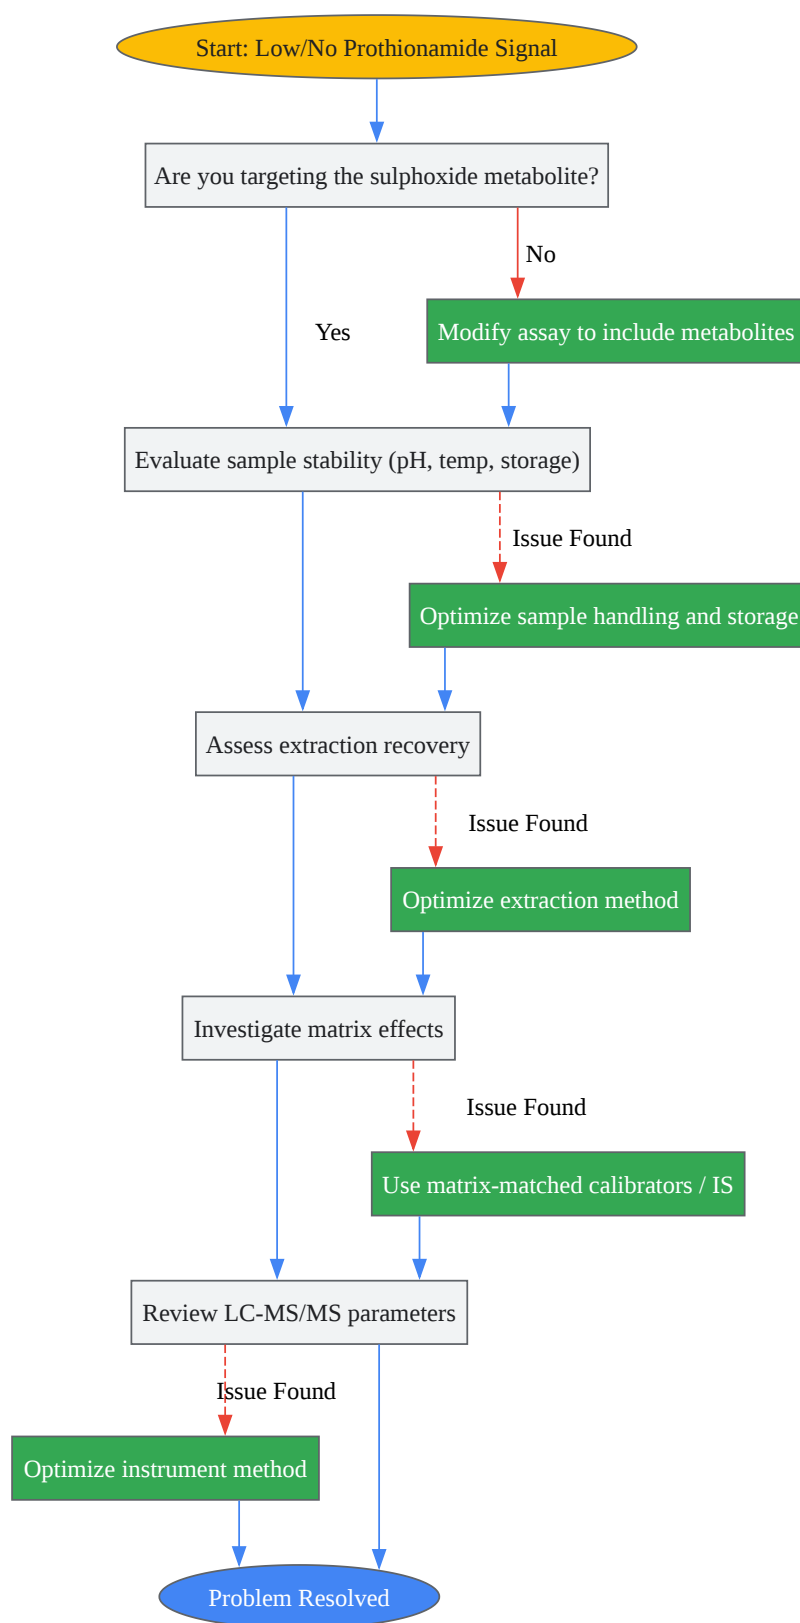 Start: Low/No Prothionamide Signal
Are you targeting the sulphoxide metabolite?
No
Yes
Modify assay to include metabolites
Evaluate sample stability (pH, temp, storage)
Issue Found
Optimize sample handling and storage
Assess extraction recovery
Issue Found
Optimize extraction method
Investigate matrix effects
Issue Found
Use matrix-matched calibrators / IS
Review LC-MS/MS parameters
Issue Found
Optimize instrument method
Problem Resolved